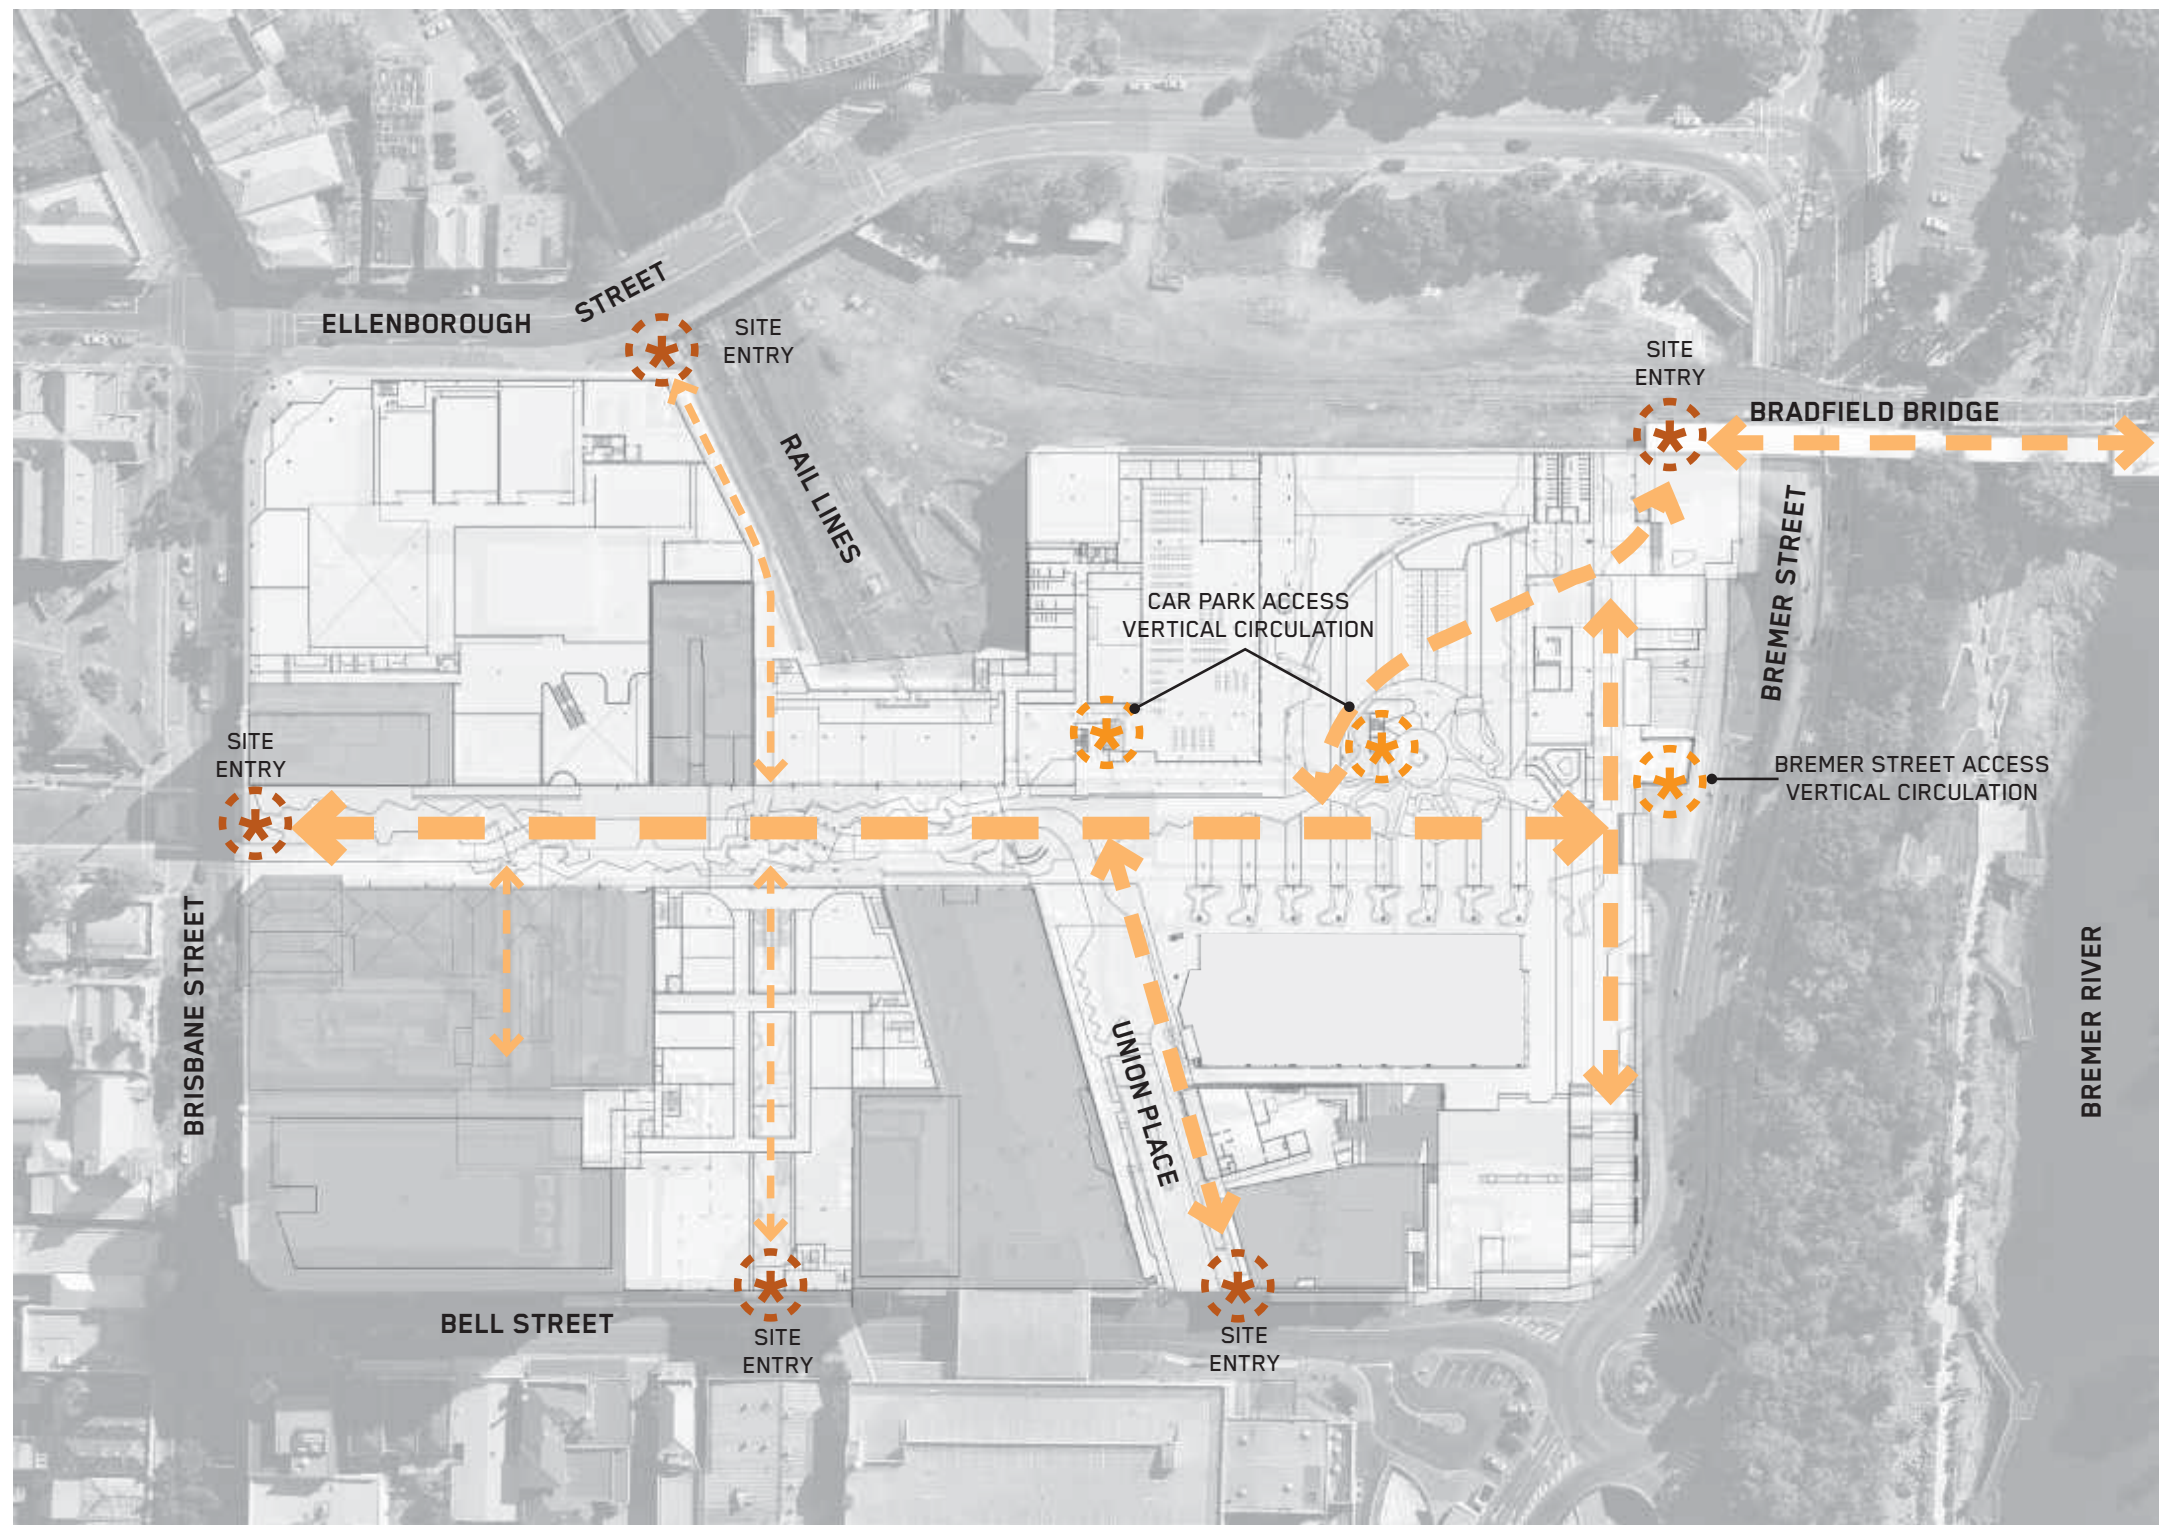 ELLENBOROUGH STREET
SITE
ENTRY
SITE
ENTRY
BRADFIELD BRIDGE
RAIL LINES
BREMER STREET
CAR PARK ACCESS
VERTICAL CIRCULATION
SITE
ENTRY
BREMER STREET ACCESS
VERTICAL CIRCULATION
BRISBANE STREET
UNION PLACE
BREMER RIVER
BELL STREET
SITE
ENTRY
SITE
ENTRY